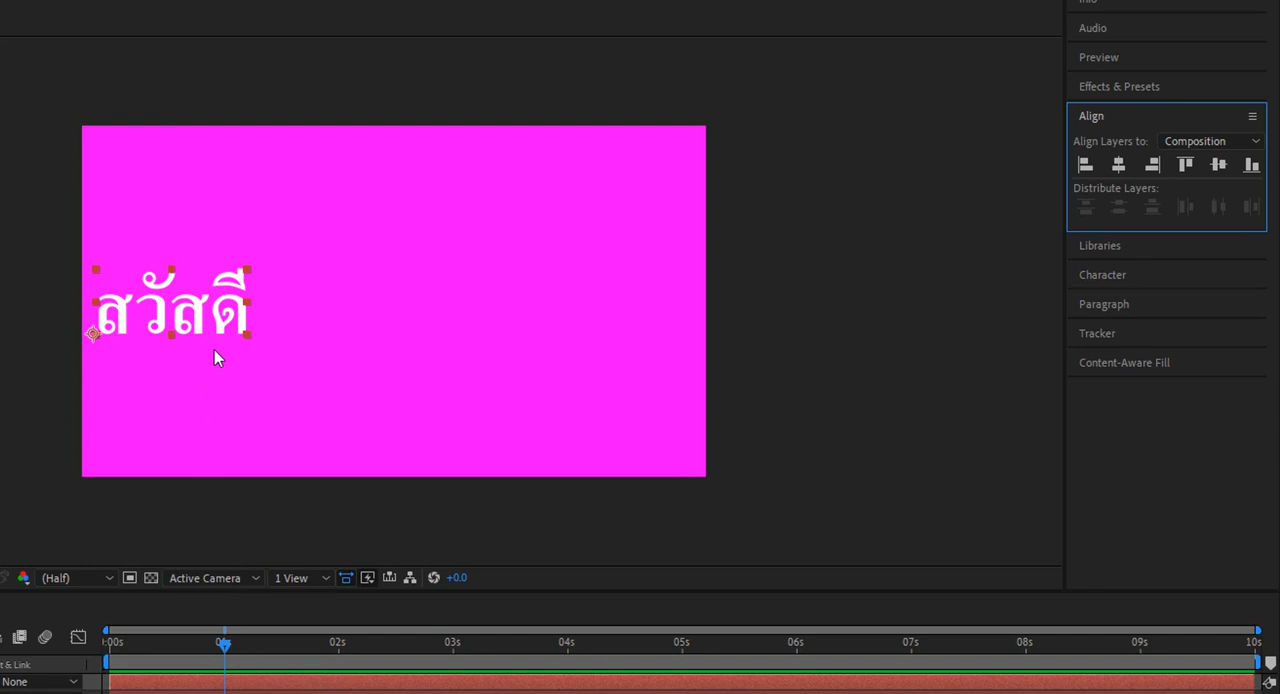 Audio
Preview
Effects & Presets
Align
Align Layers to: Composition
Distribute Layers:
Libraries
Character
Paragraph
Tracker
Content-Aware Fill
สวัสดี
(Half) Active Camera 1 View +0.0
:00s 02s 03s 04s 05s 06s 07s 08s 09s 10s
t & Link
None